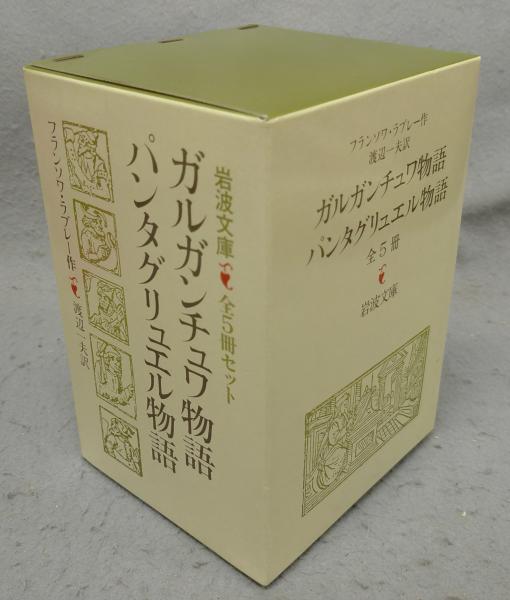 岩波文庫 全5冊セット
ガルガンチュワ物語
パンタグリュエル物語
フランソワ・ラブレー作 渡辺一夫訳
フランソワ・ラブレー作
渡辺一夫訳
ガルガンチュワ物語
パンタグリュエル物語
全5冊
岩波文庫